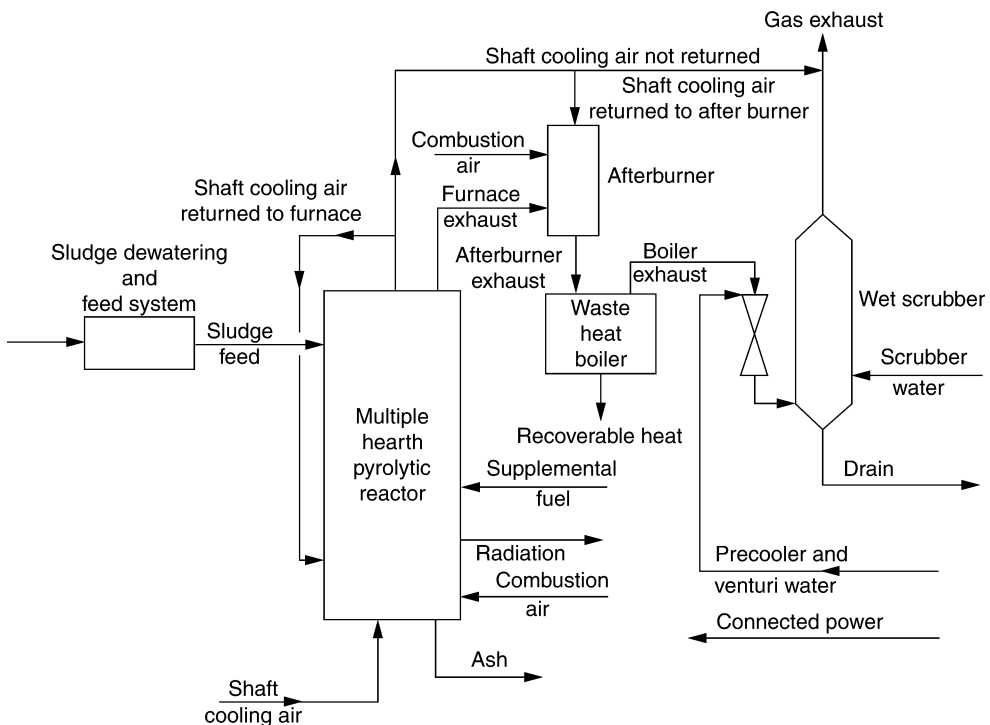 Gas exhaust
Shaft cooling air not returned
Shaft cooling air
returned to after burner
Combustion
air
Afterburner
Shaft cooling air
returned to furnace
Furnace
exhaust
Sludge dewatering
and
feed system
Afterburner
exhaust
Boiler
exhaust
Waste
heat
boiler
Wet scrubber
Sludge
feed
Scrubber
water
Multiple
hearth
pyrolytic
reactor
Recoverable heat
Supplemental
fuel
Drain
Radiation
Precooler and
venturi water
Combustion
air
Connected power
Ash
Shaft
cooling air